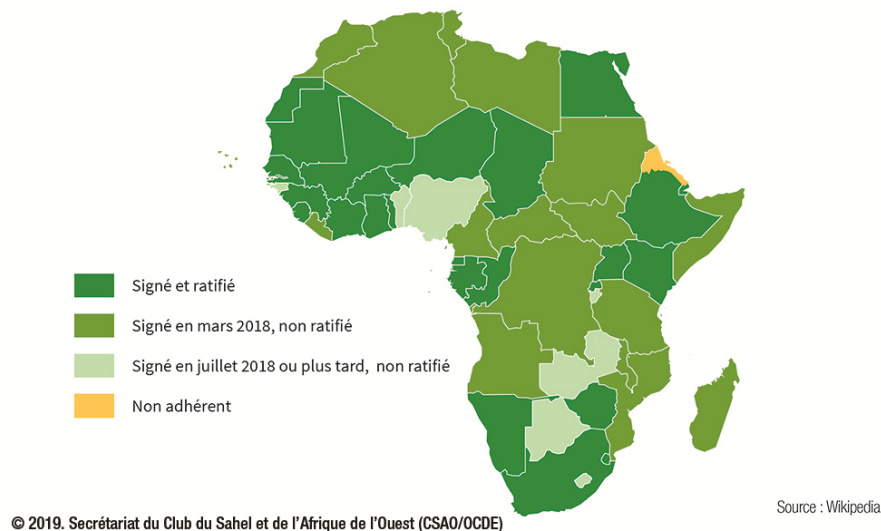 Signé et ratifié
Signé en mars 2018, non ratifié
Signé en juillet 2018 ou plus tard,  non ratifié
Non adhérent
Source : Wikipedia
© 2019. Secrétariat du Club du Sahel et de l’Afrique de l’Ouest (CSAO/OCDE)